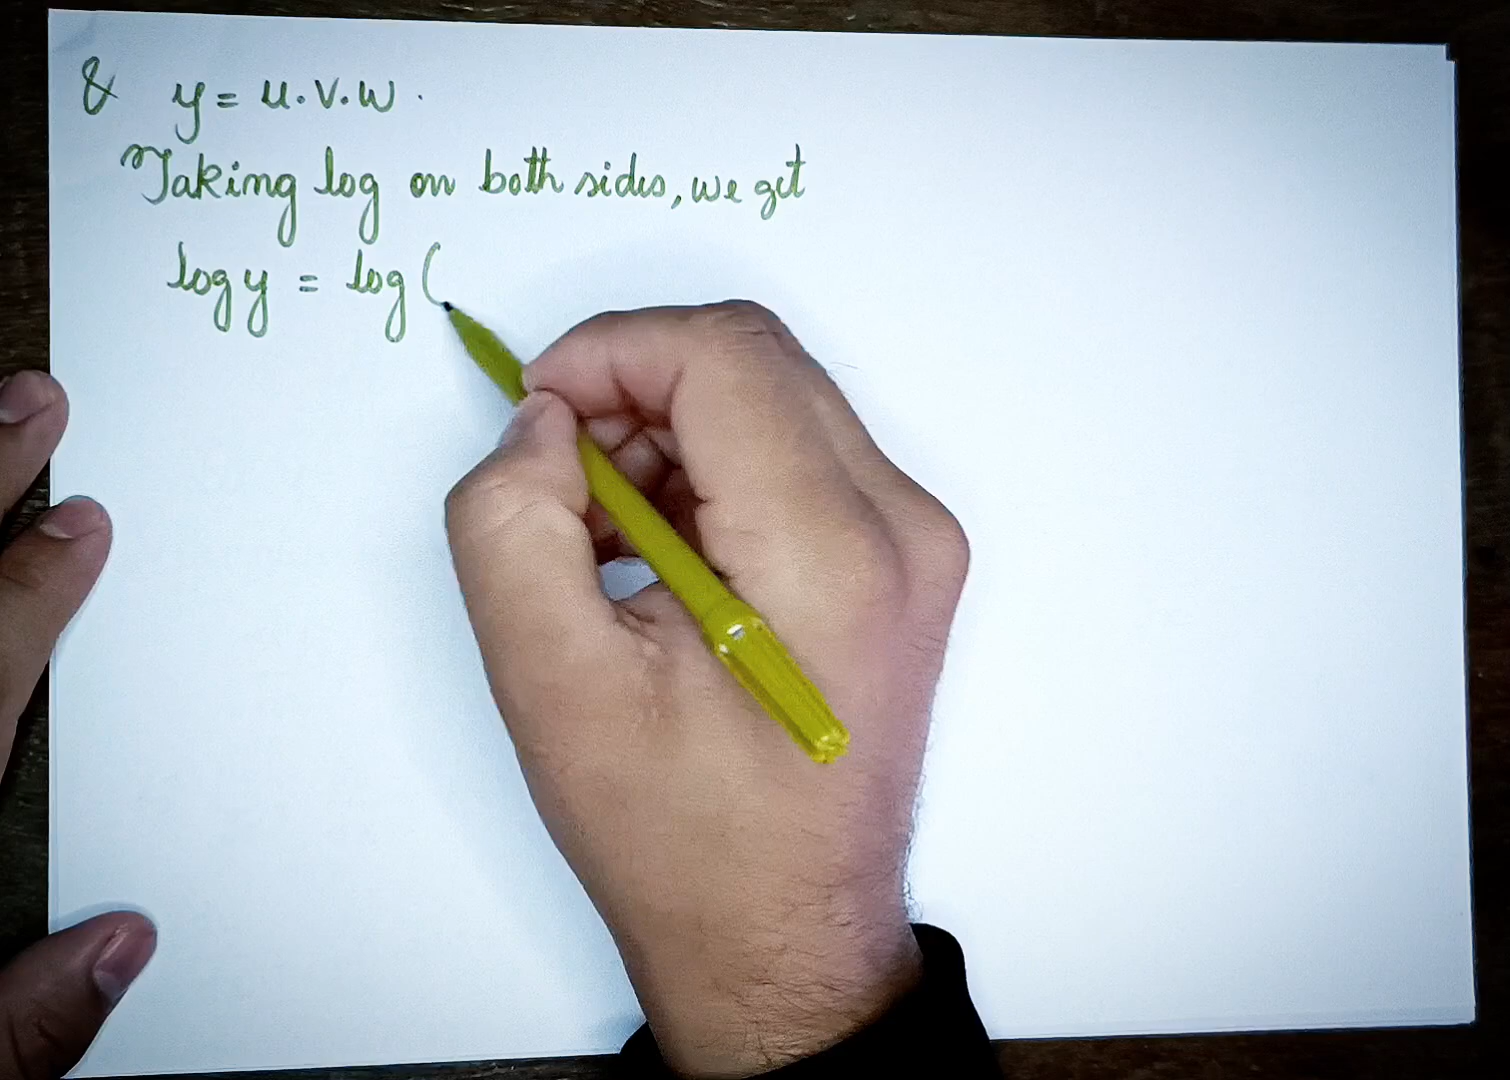 & y = u.v.w.
Taking log on both sides, we get
log y = log (